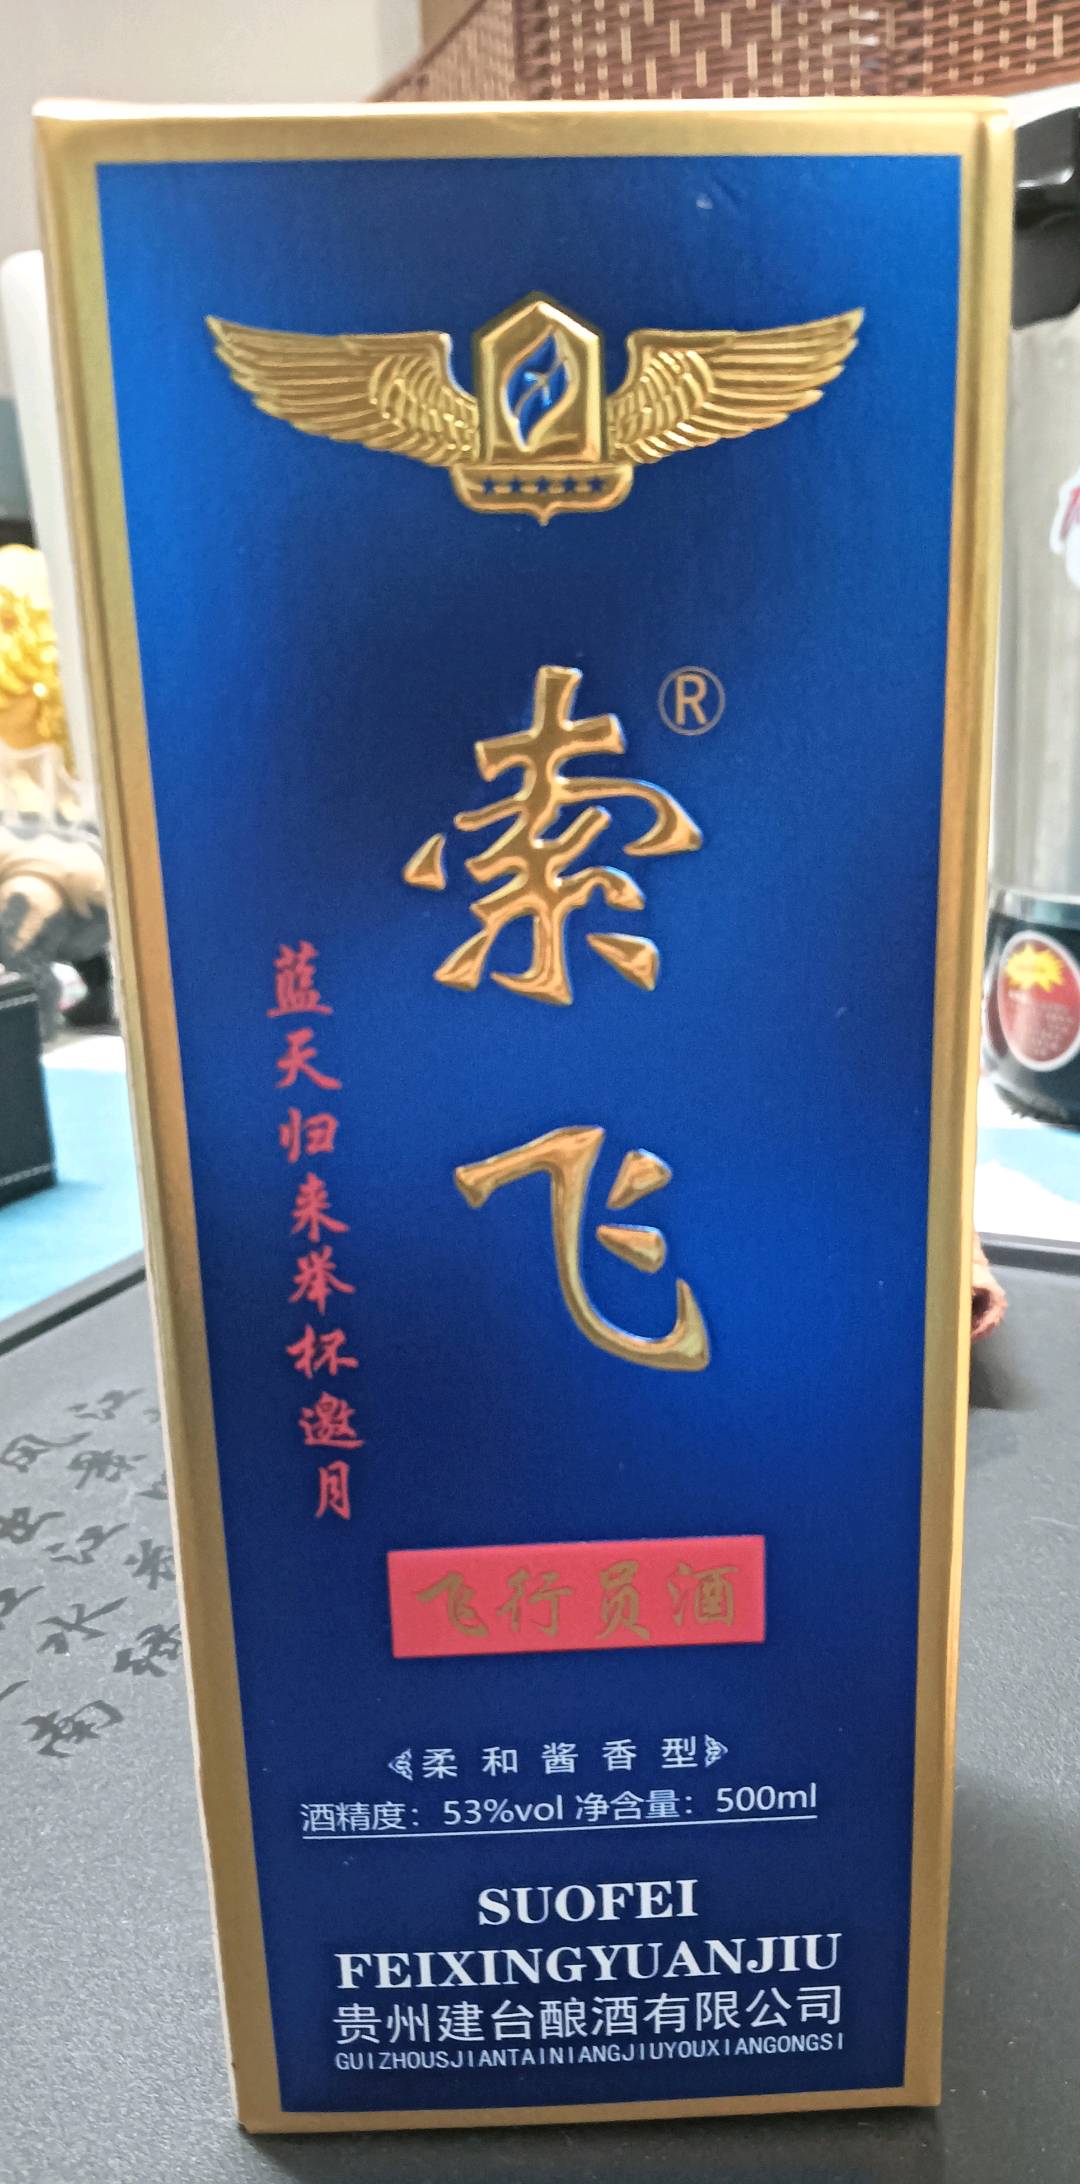 索飞®
蓝天归来举杯邀月
飞行员酒
柔和酱香型
酒精度：53%vol 净含量：500ml
SUOFEI
FEIXINGYUANJIU
贵州建台酿酒有限公司
GUIZHOUSJIANTAINIANGJIUYOUXIANGONGSI